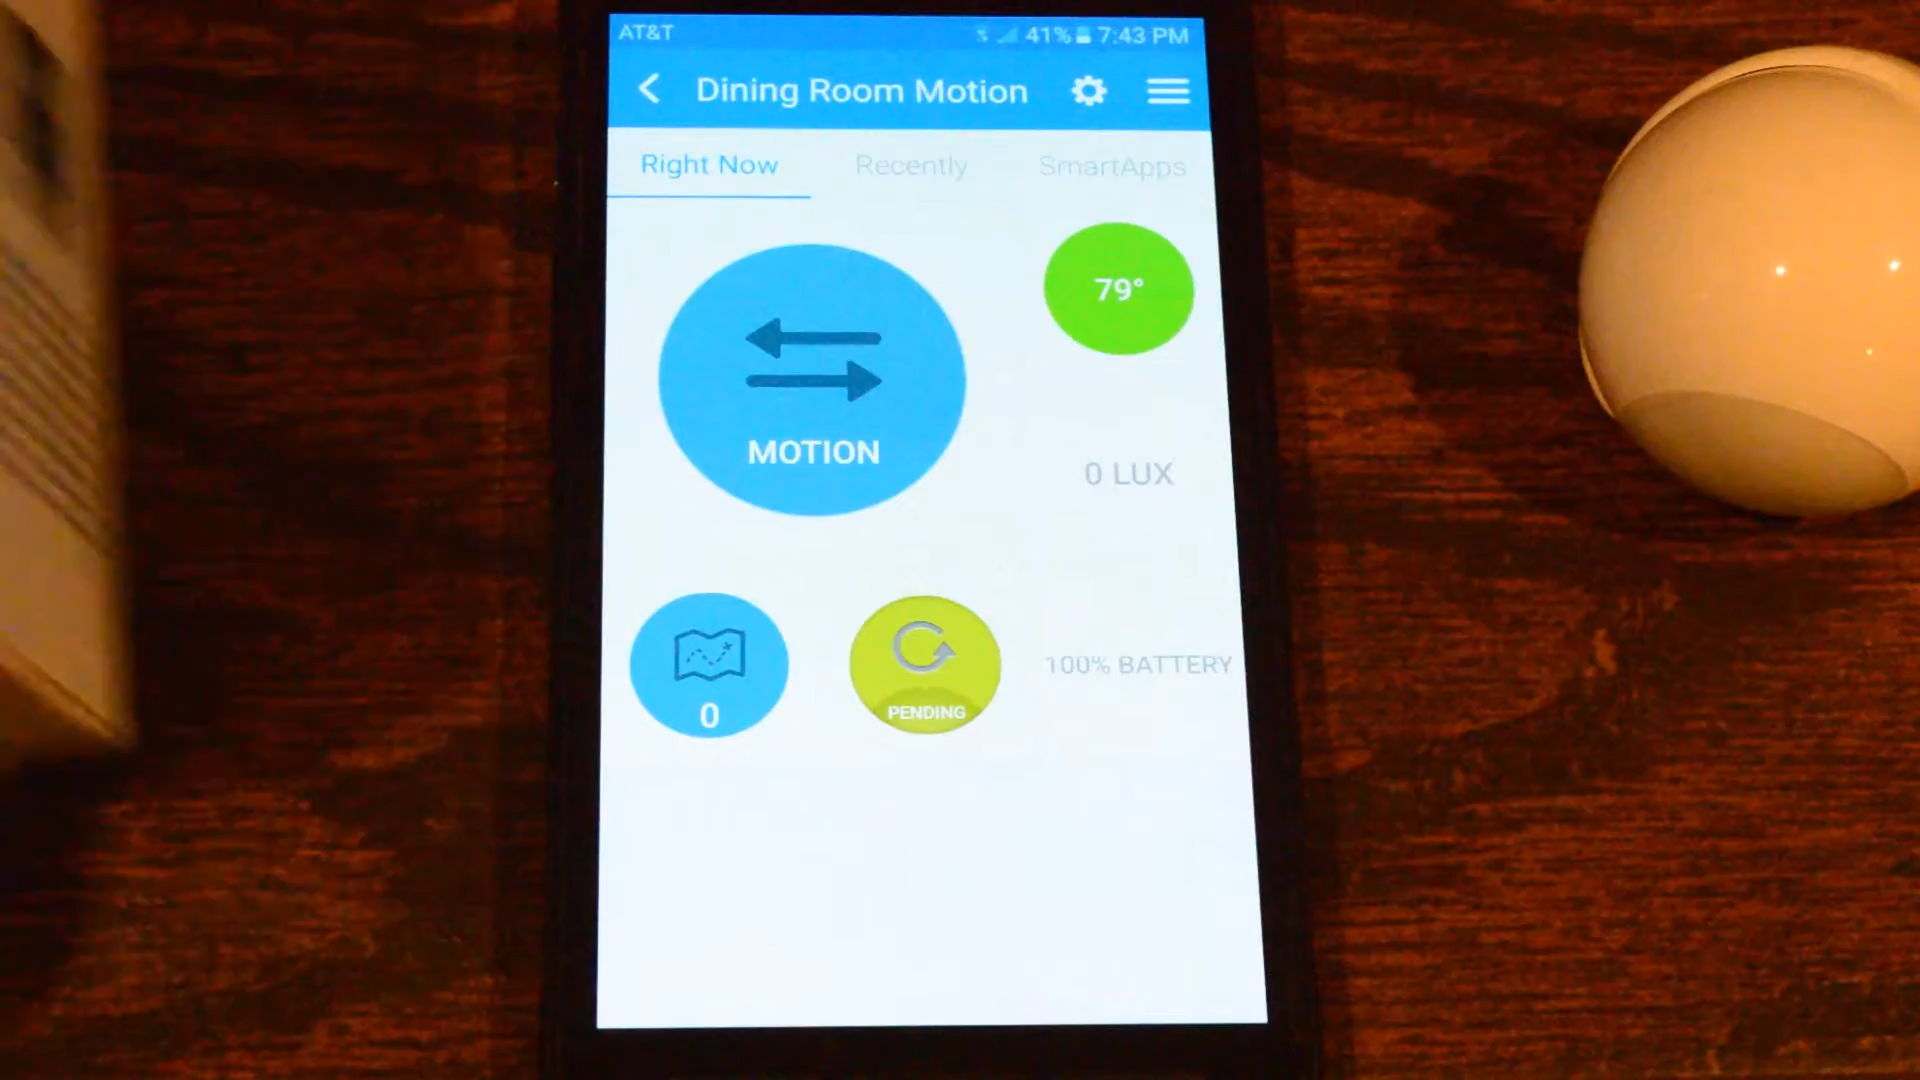 AT&T 41% 7:43 PM
Dining Room Motion
Right Now Recently SmartApps
79°
MOTION
0 LUX
0
PENDING
100% BATTERY